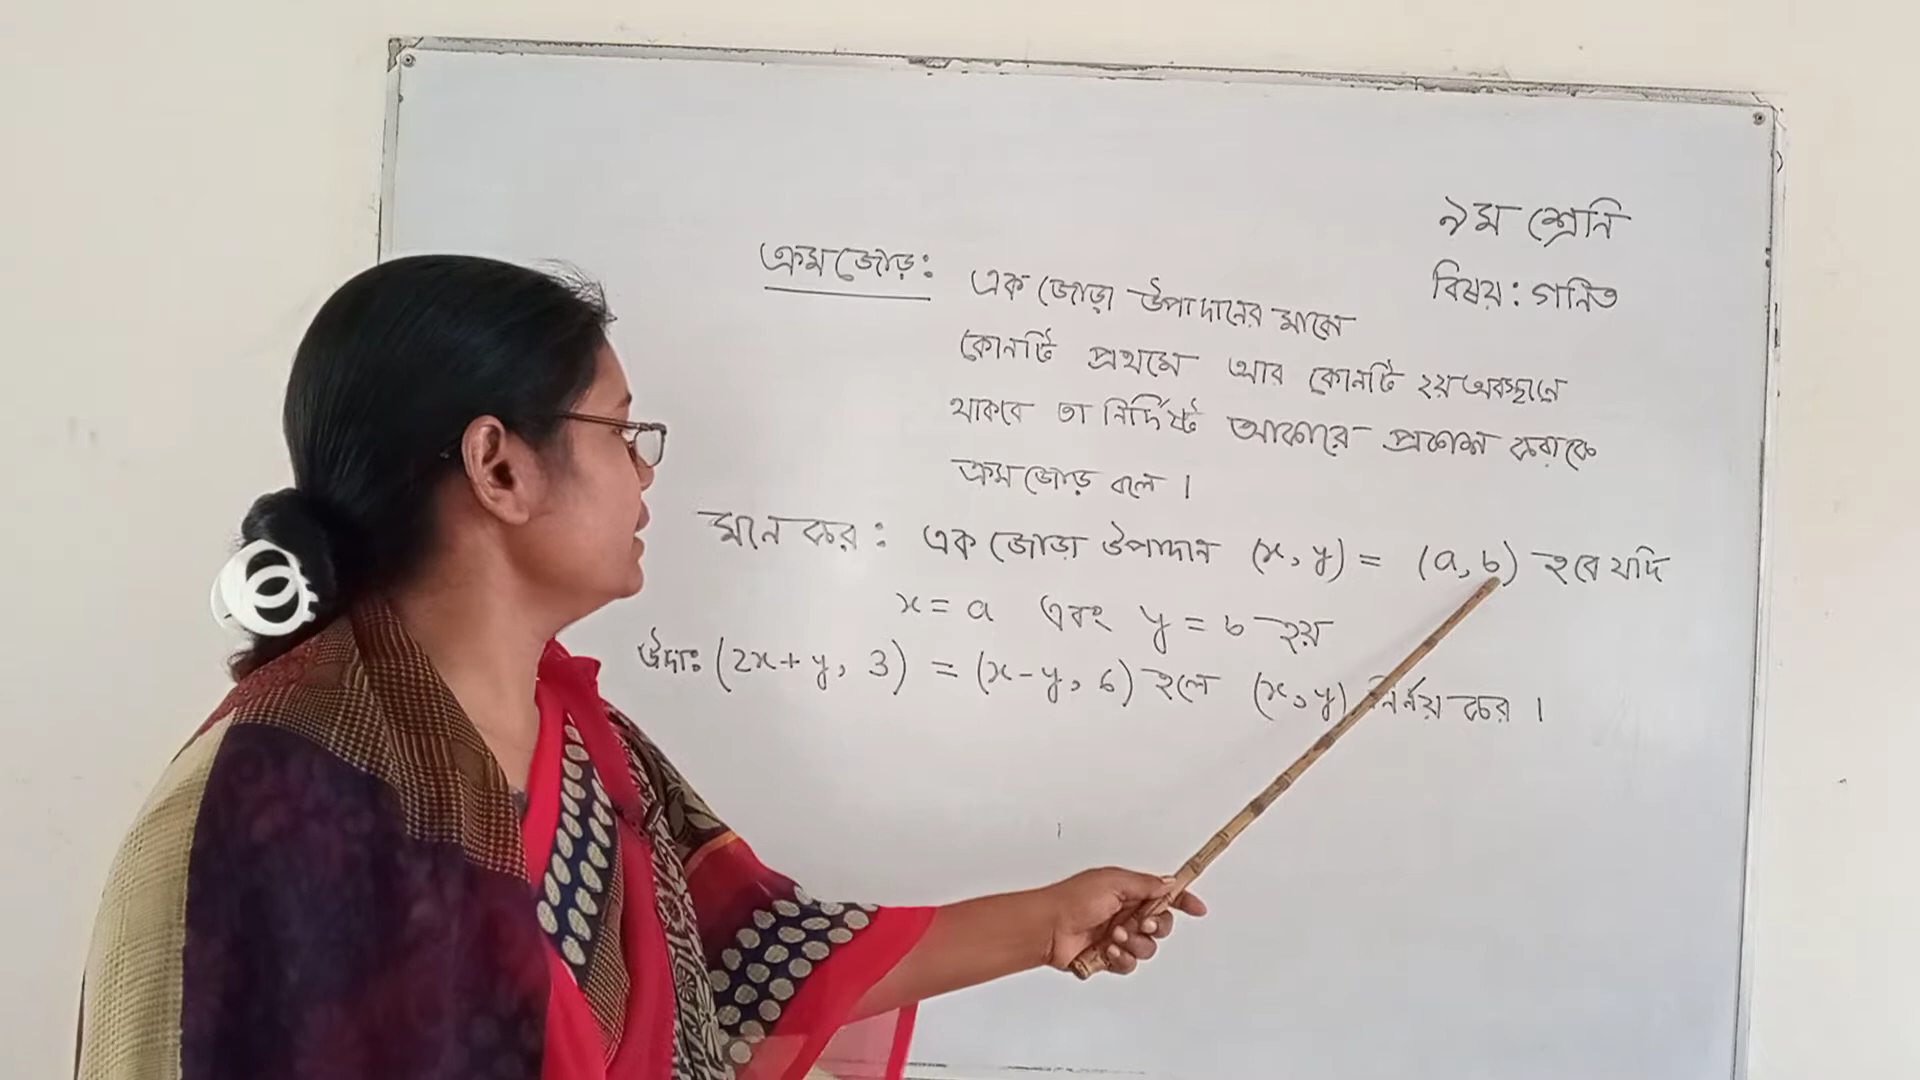 ৯ম শ্রেনি
বিষয়: গনিত
ক্রমজোড়: এক জোড়া উপাদানের মাঝে
কোনটি প্রথমে আর কোনটি ২য় অবস্থানে
থাকবে তা নির্দিষ্ট আকারে প্রকাশ করাকে
ক্রমজোড় বলে ।
মনে কর : এক জোড়া উপাদান (x, y) = (a, b) হবে যদি
x = a এবং y = b হয়
উদা: (2x+y, 3) = (x-y, 6) হলে (x, y) নির্নয় কর ।